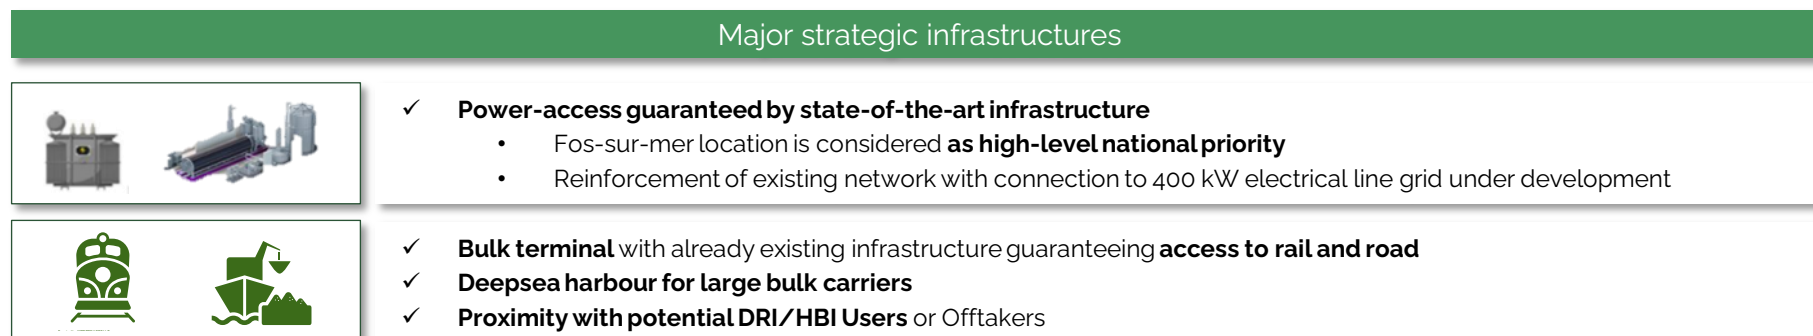 Major strategic infrastructures
✓ Power-access guaranteed by state-of-the-art infrastructure
• Fos-sur-mer location is considered as high-level national priority
• Reinforcement of existing network with connection to 400 kW electrical line grid under development
✓ Bulk terminal with already existing infrastructure guaranteeing access to rail and road
✓ Deepsea harbour for large bulk carriers
✓ Proximity with potential DRI/HBI Users or Offtakers